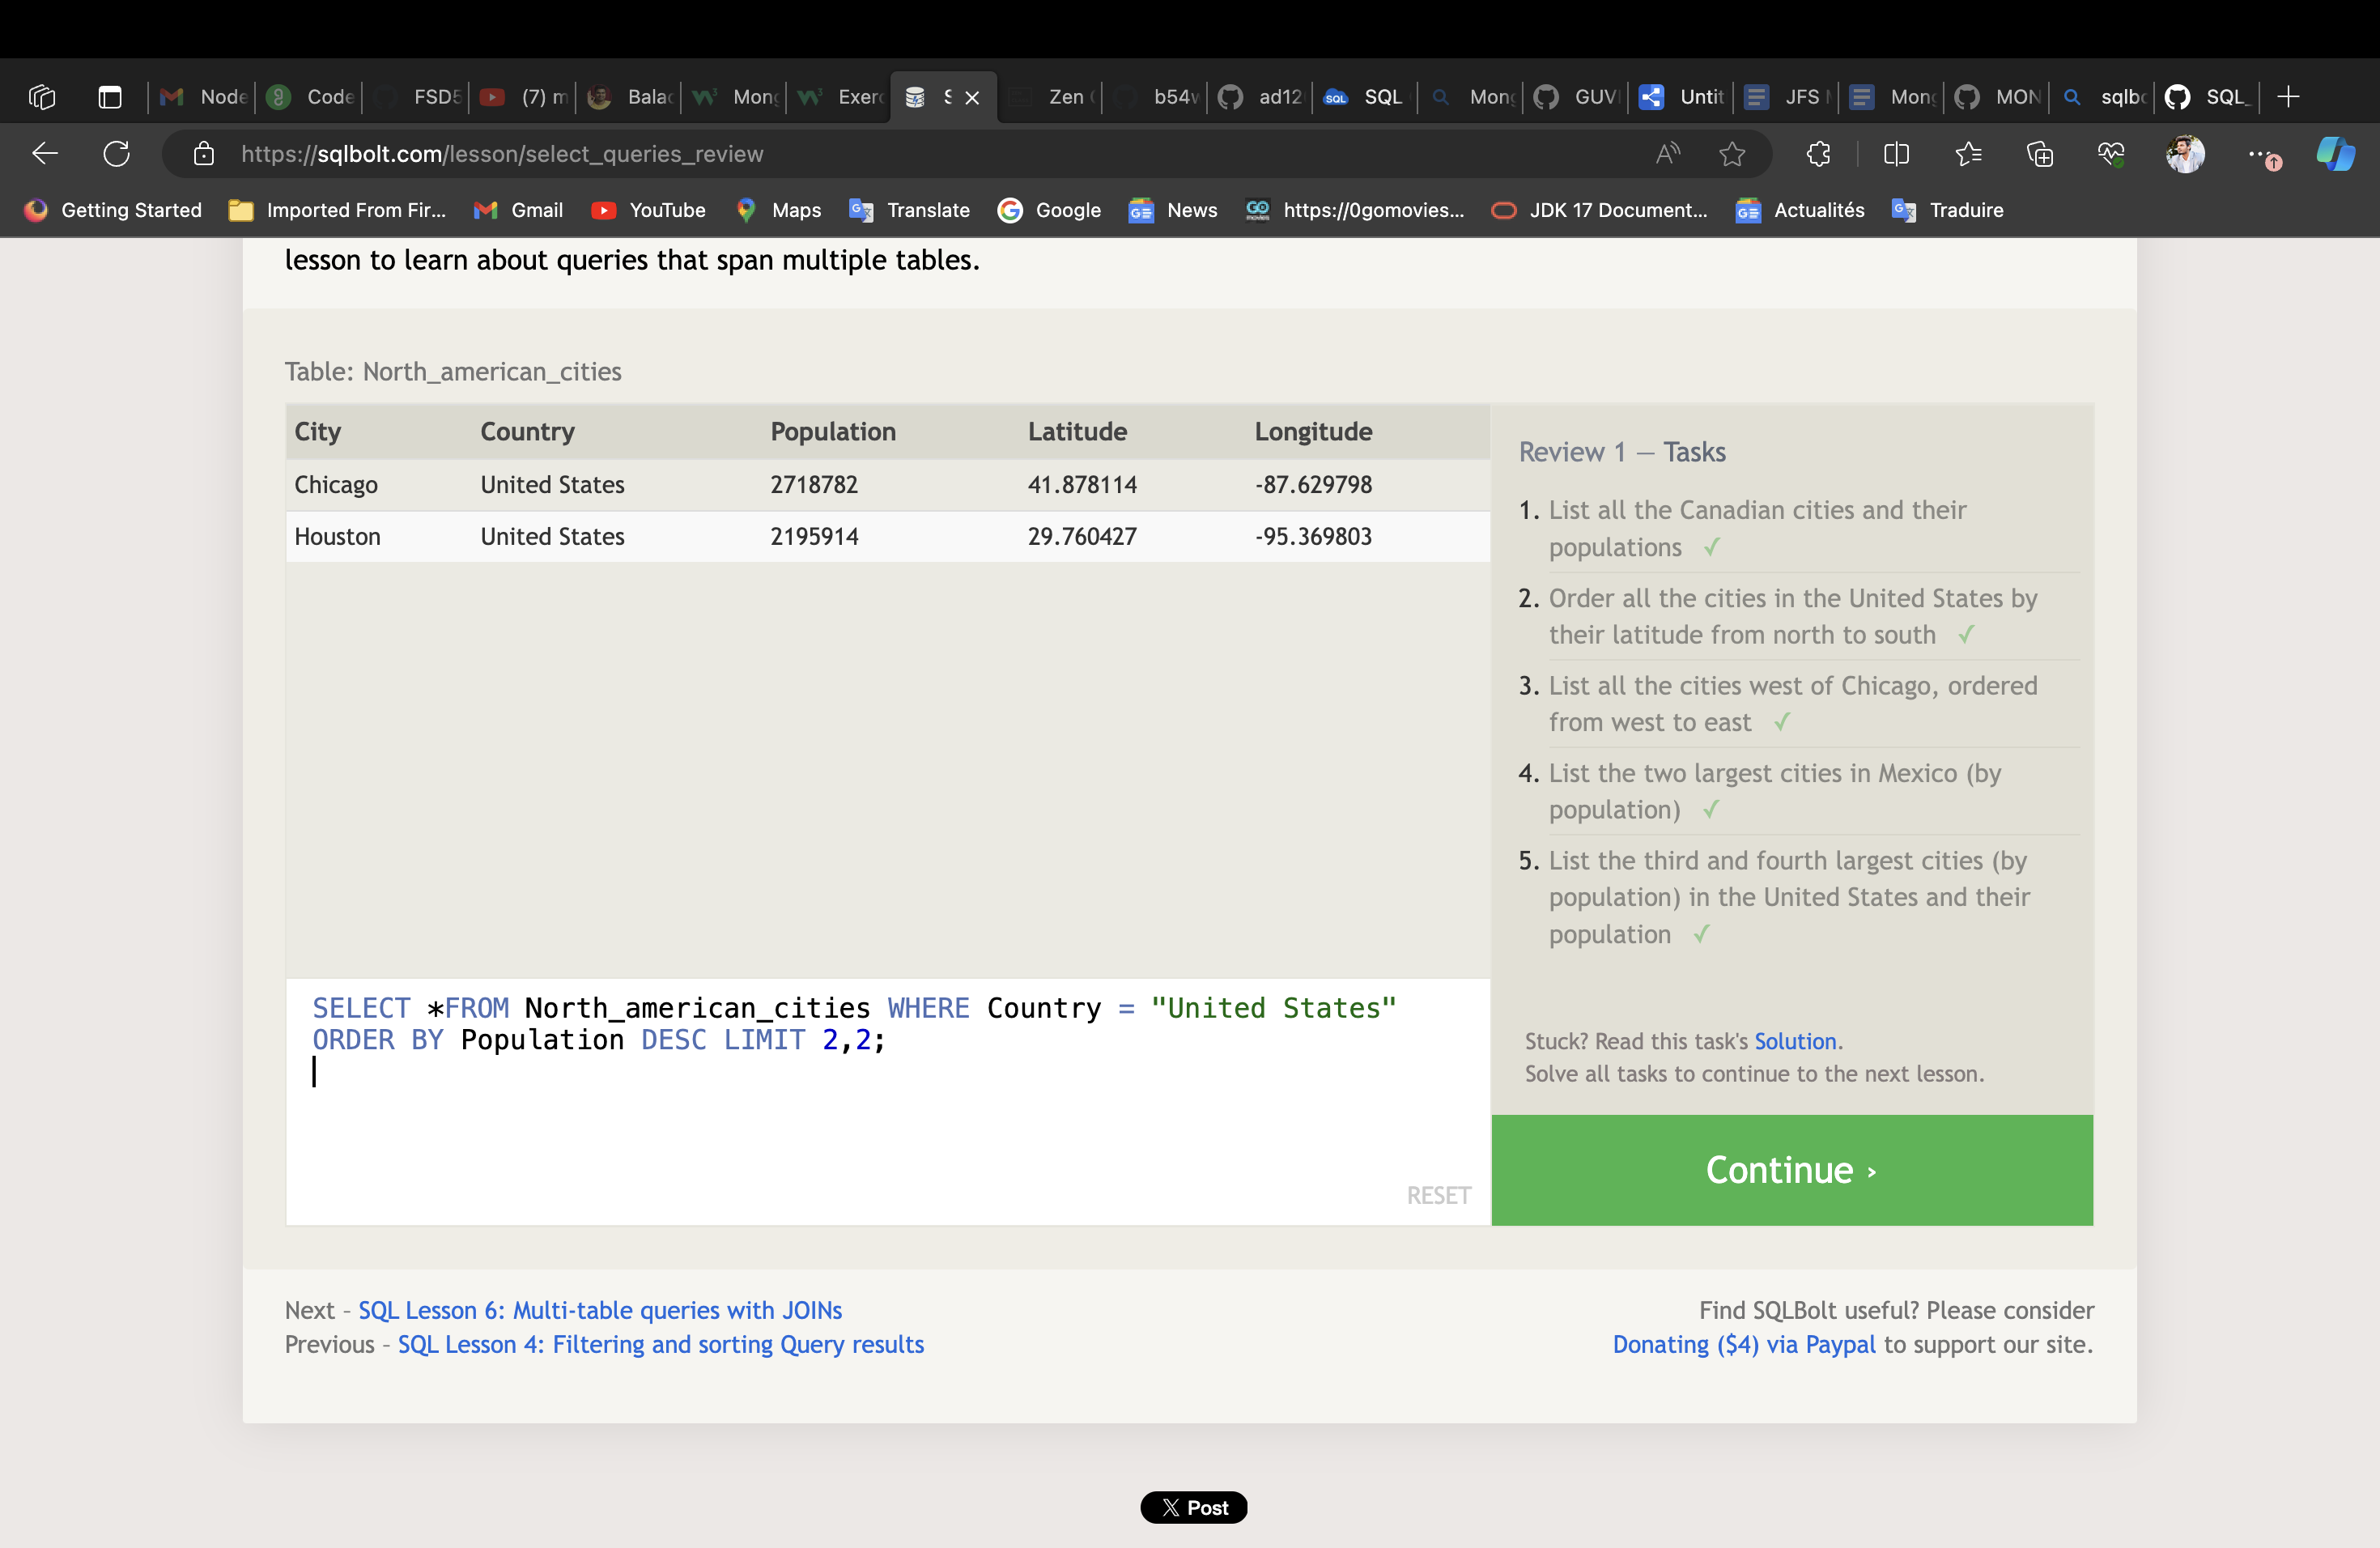 Node
Code
FSD5
(7) m
Balac
Mong
Exerc
S
Zen (
b54w
ad12
SQL
Mong
GUVI
Untit
JFS M
Mong
MON
sqlbo
SQL_
https://sqlbolt.com/lesson/select_queries_review
Getting Started
Imported From Fir...
Gmail
YouTube
Maps
Translate
Google
News
https://0gomovies...
JDK 17 Document...
Actualités
Traduire
lesson to learn about queries that span multiple tables.
Table: North_american_cities
City Country Population Latitude Longitude
Chicago United States 2718782 41.878114 -87.629798
Houston United States 2195914 29.760427 -95.369803
SELECT *FROM North_american_cities WHERE Country = "United States"
ORDER BY Population DESC LIMIT 2,2;
RESET
Review 1 — Tasks
1. List all the Canadian cities and their
populations ✓
2. Order all the cities in the United States by
their latitude from north to south ✓
3. List all the cities west of Chicago, ordered
from west to east ✓
4. List the two largest cities in Mexico (by
population) ✓
5. List the third and fourth largest cities (by
population) in the United States and their
population ✓
Stuck? Read this task's Solution.
Solve all tasks to continue to the next lesson.
Continue ›
Next – SQL Lesson 6: Multi-table queries with JOINs
Previous – SQL Lesson 4: Filtering and sorting Query results
Find SQLBolt useful? Please consider
Donating ($4) via Paypal to support our site.
X Post